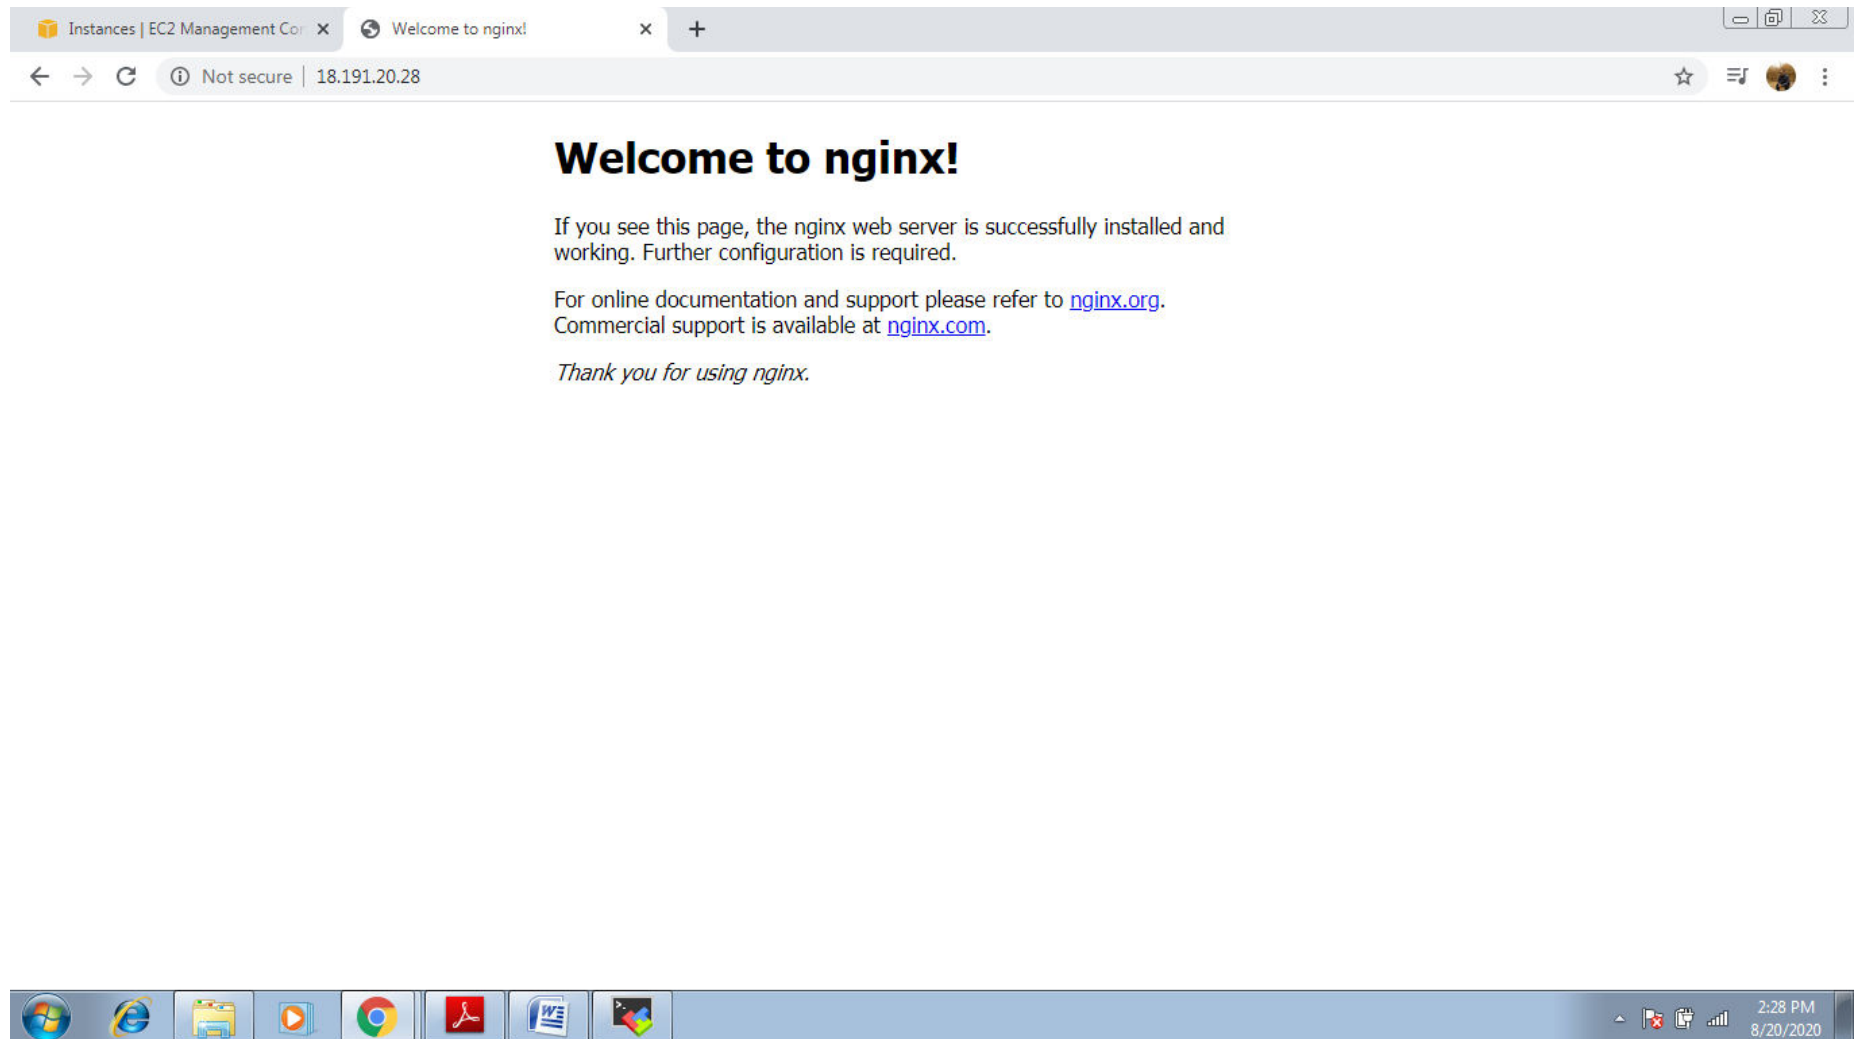 Instances | EC2 Management Cor
Welcome to nginx!
Not secure | 18.191.20.28
Welcome to nginx!
If you see this page, the nginx web server is successfully installed and
working. Further configuration is required.
For online documentation and support please refer to nginx.org.
Commercial support is available at nginx.com.
Thank you for using nginx.
2:28 PM
8/20/2020